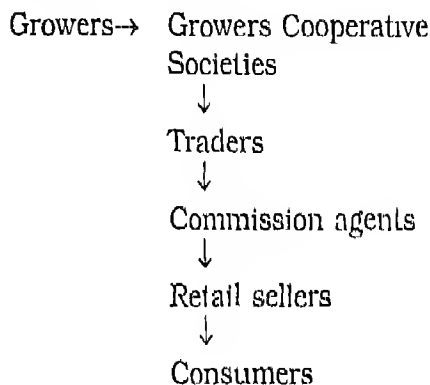 Growers→ Growers Cooperative
Societies
↓
Traders
↓
Commission agents
↓
Retail sellers
↓
Consumers